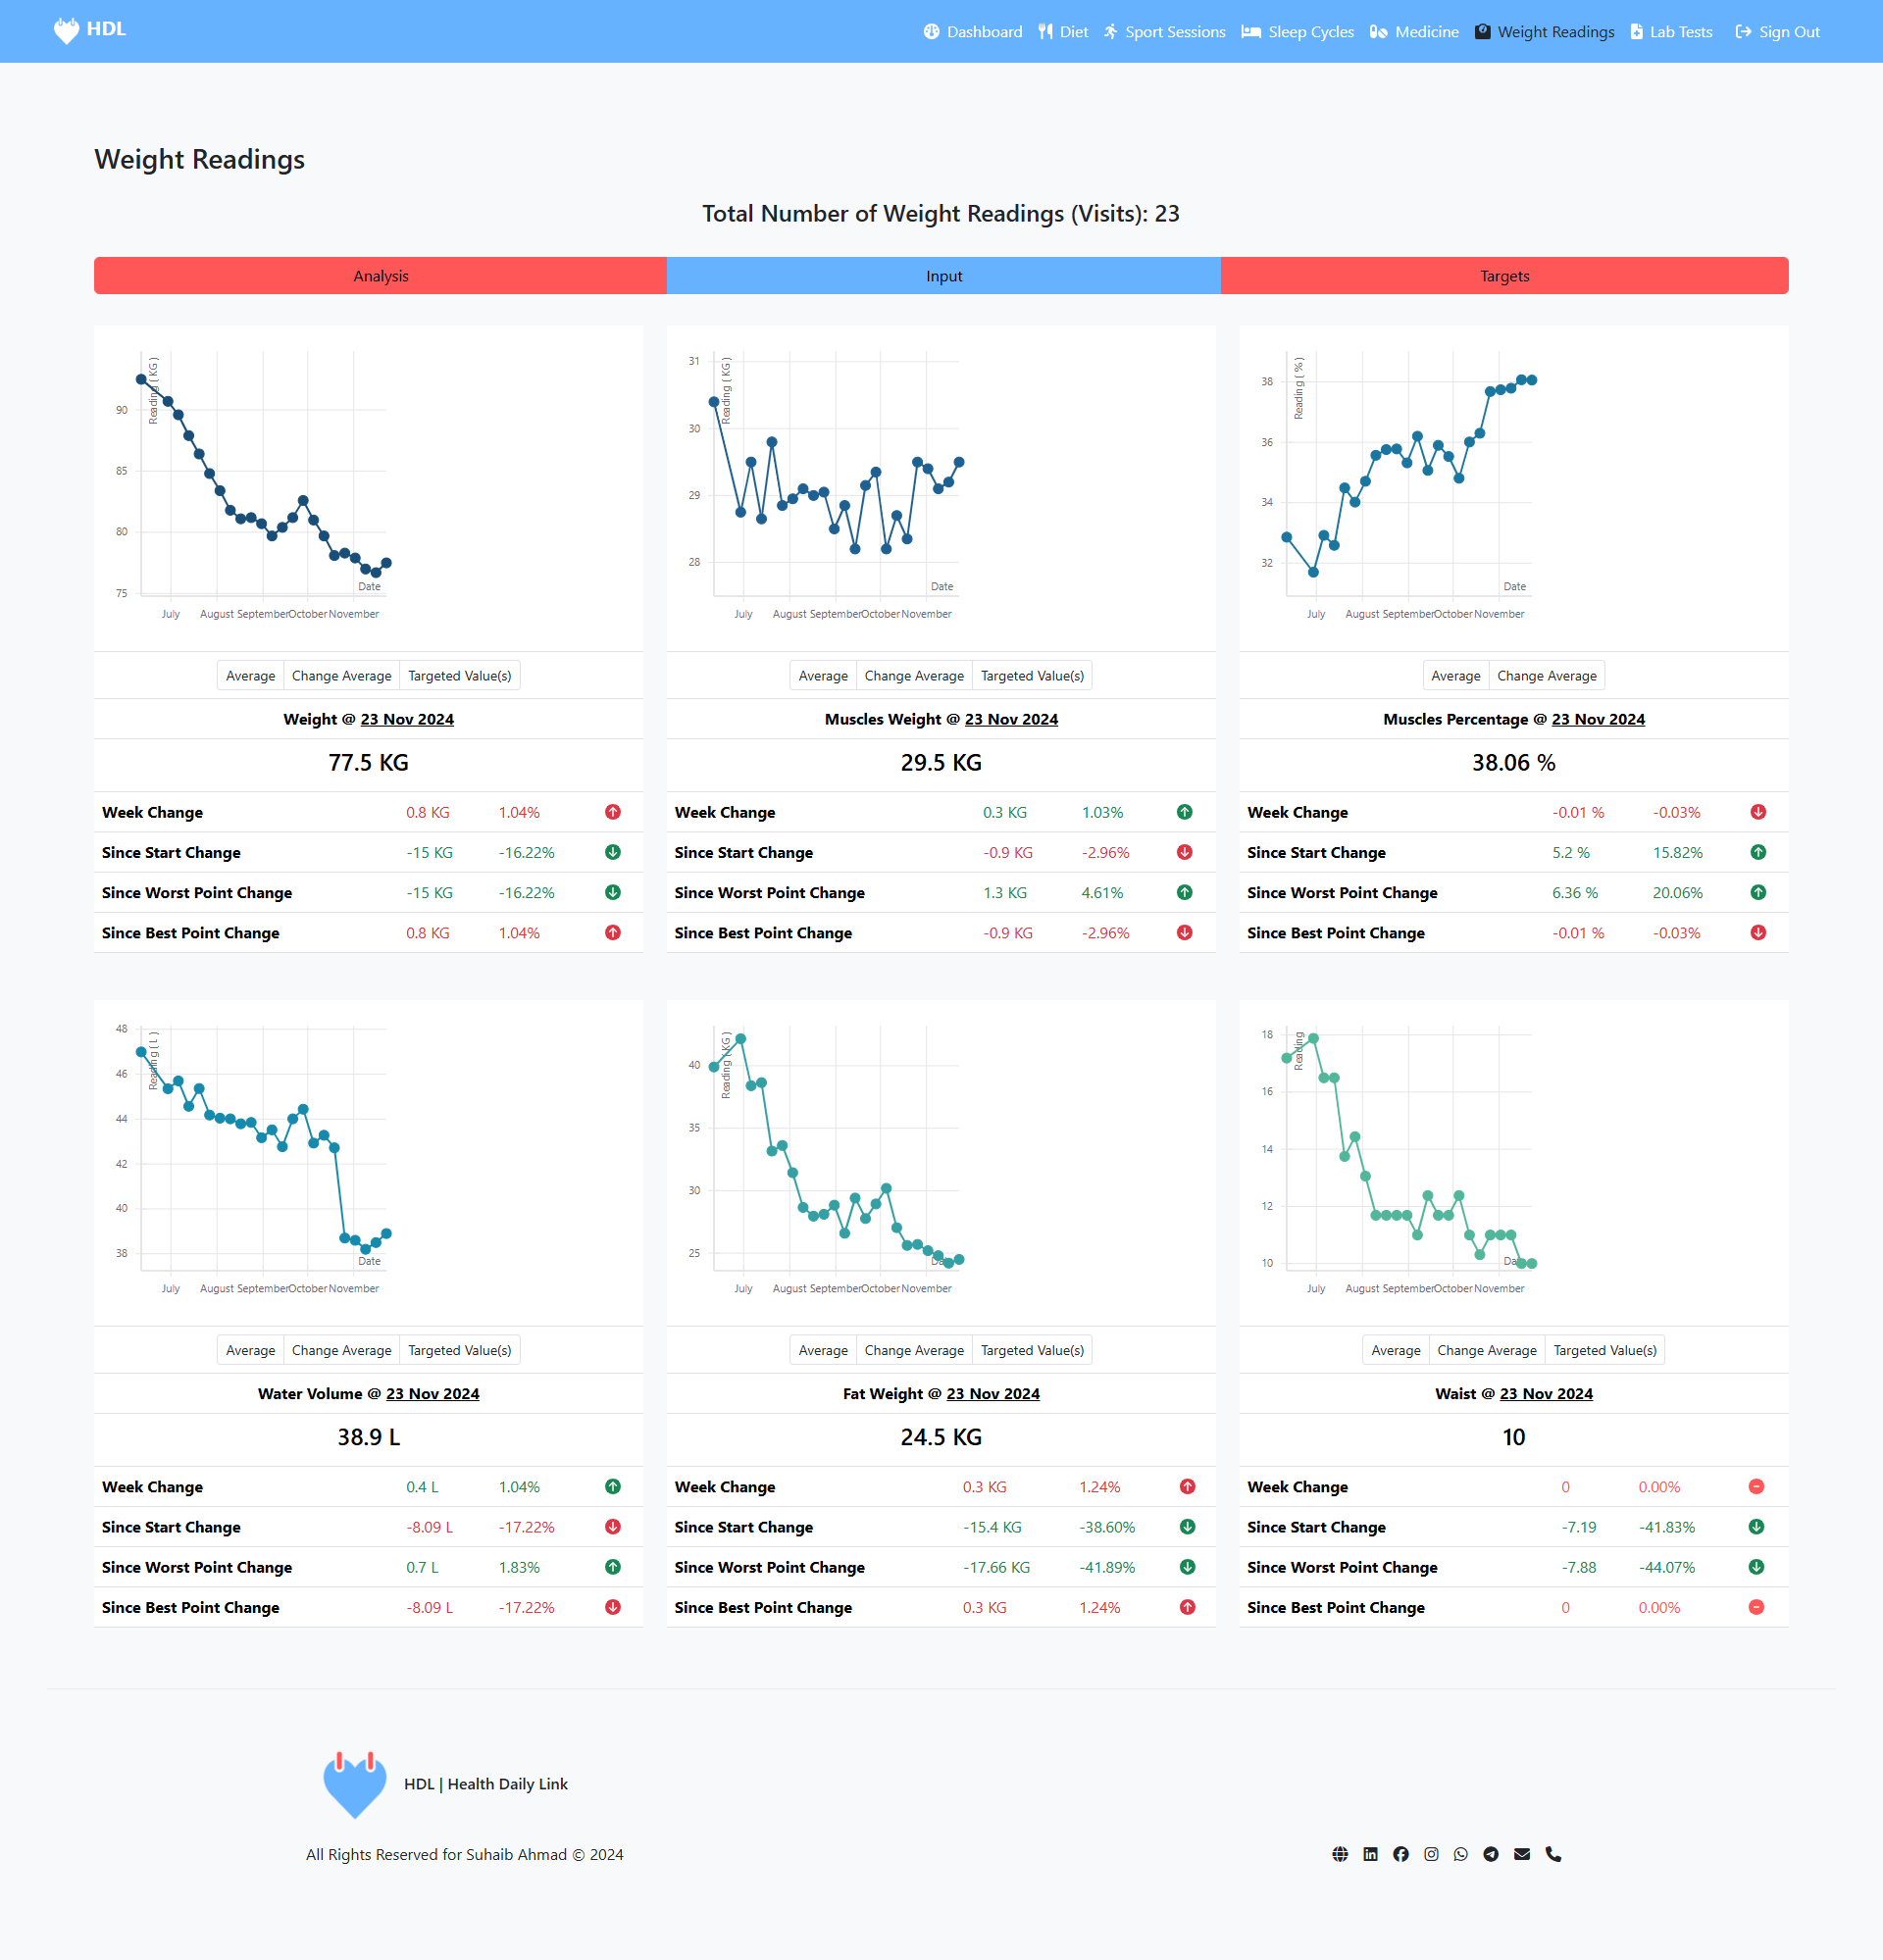 HDL
Dashboard Diet Sport Sessions Sleep Cycles Medicine Weight Readings Lab Tests Sign Out
Weight Readings
Total Number of Weight Readings (Visits): 23
Analysis Input Targets
Reading ( KG )
90
85
80
75
Date
July August September October November
Reading ( KG )
31
30
29
28
Date
July August September October November
Reading ( % )
38
36
34
32
Date
July August September October November
Average Change Average Targeted Value(s)
Weight @ 23 Nov 2024
77.5 KG
Week Change 0.8 KG 1.04%
Since Start Change -15 KG -16.22%
Since Worst Point Change -15 KG -16.22%
Since Best Point Change 0.8 KG 1.04%
Average Change Average Targeted Value(s)
Muscles Weight @ 23 Nov 2024
29.5 KG
Week Change 0.3 KG 1.03%
Since Start Change -0.9 KG -2.96%
Since Worst Point Change 1.3 KG 4.61%
Since Best Point Change -0.9 KG -2.96%
Average Change Average
Muscles Percentage @ 23 Nov 2024
38.06 %
Week Change -0.01 % -0.03%
Since Start Change 5.2 % 15.82%
Since Worst Point Change 6.36 % 20.06%
Since Best Point Change -0.01 % -0.03%
Reading ( L )
48
46
44
42
40
38
Date
July August September October November
Reading ( KG )
40
35
30
25
Date
July August September October November
Reading
18
16
14
12
10
Date
July August September October November
Average Change Average Targeted Value(s)
Water Volume @ 23 Nov 2024
38.9 L
Week Change 0.4 L 1.04%
Since Start Change -8.09 L -17.22%
Since Worst Point Change 0.7 L 1.83%
Since Best Point Change -8.09 L -17.22%
Average Change Average Targeted Value(s)
Fat Weight @ 23 Nov 2024
24.5 KG
Week Change 0.3 KG 1.24%
Since Start Change -15.4 KG -38.60%
Since Worst Point Change -17.66 KG -41.89%
Since Best Point Change 0.3 KG 1.24%
Average Change Average Targeted Value(s)
Waist @ 23 Nov 2024
10
Week Change 0 0.00%
Since Start Change -7.19 -41.83%
Since Worst Point Change -7.88 -44.07%
Since Best Point Change 0 0.00%
HDL | Health Daily Link
All Rights Reserved for Suhaib Ahmad © 2024